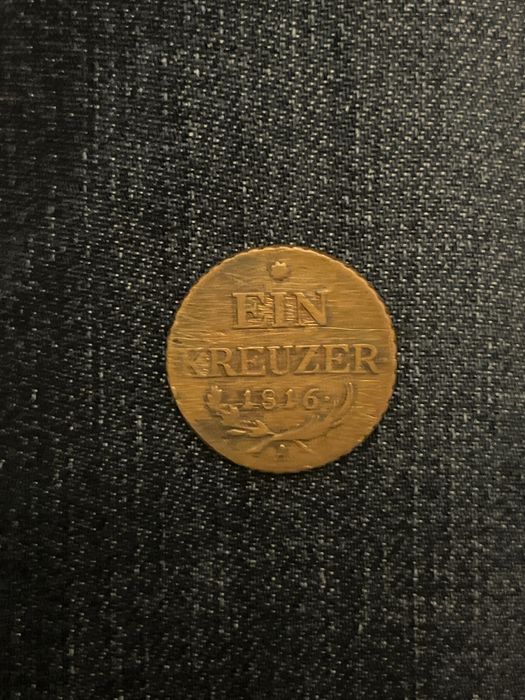 EIN
KREUZER
·1816·
A